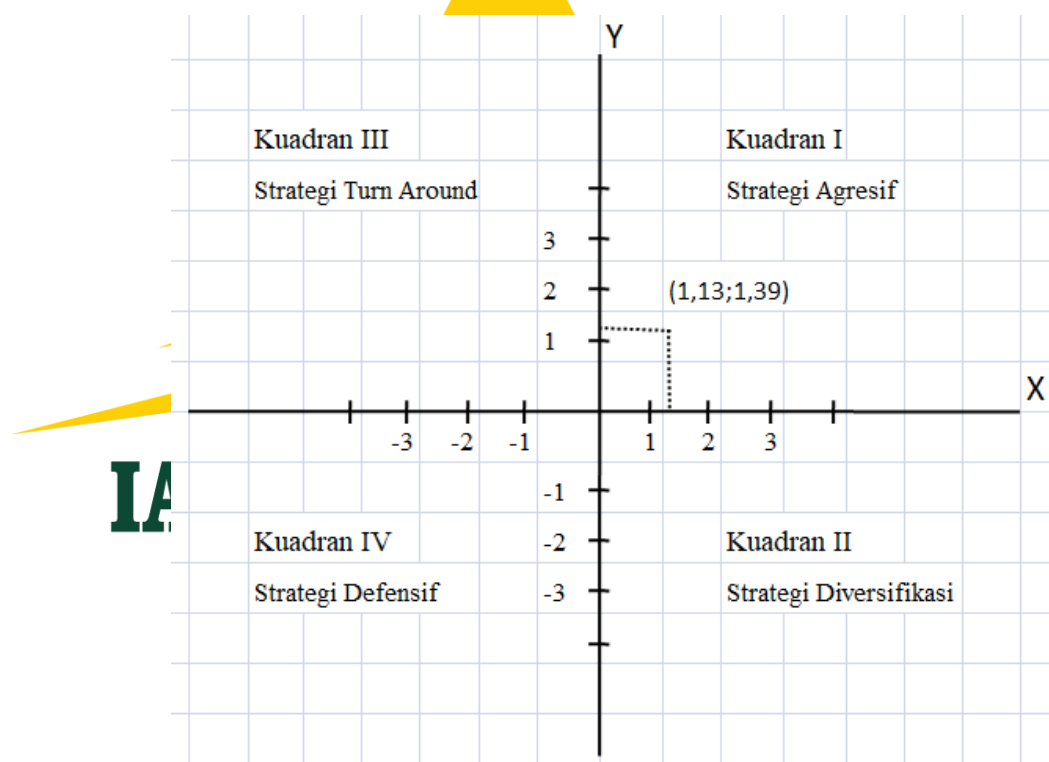 Y
Kuadran III
Kuadran I
Strategi Turn Around
Strategi Agresif
3
2
(1,13;1,39)
1
X
-3 -2 -1 1 2 3
-1
Kuadran IV
-2
Kuadran II
Strategi Defensif
-3
Strategi Diversifikasi
IA